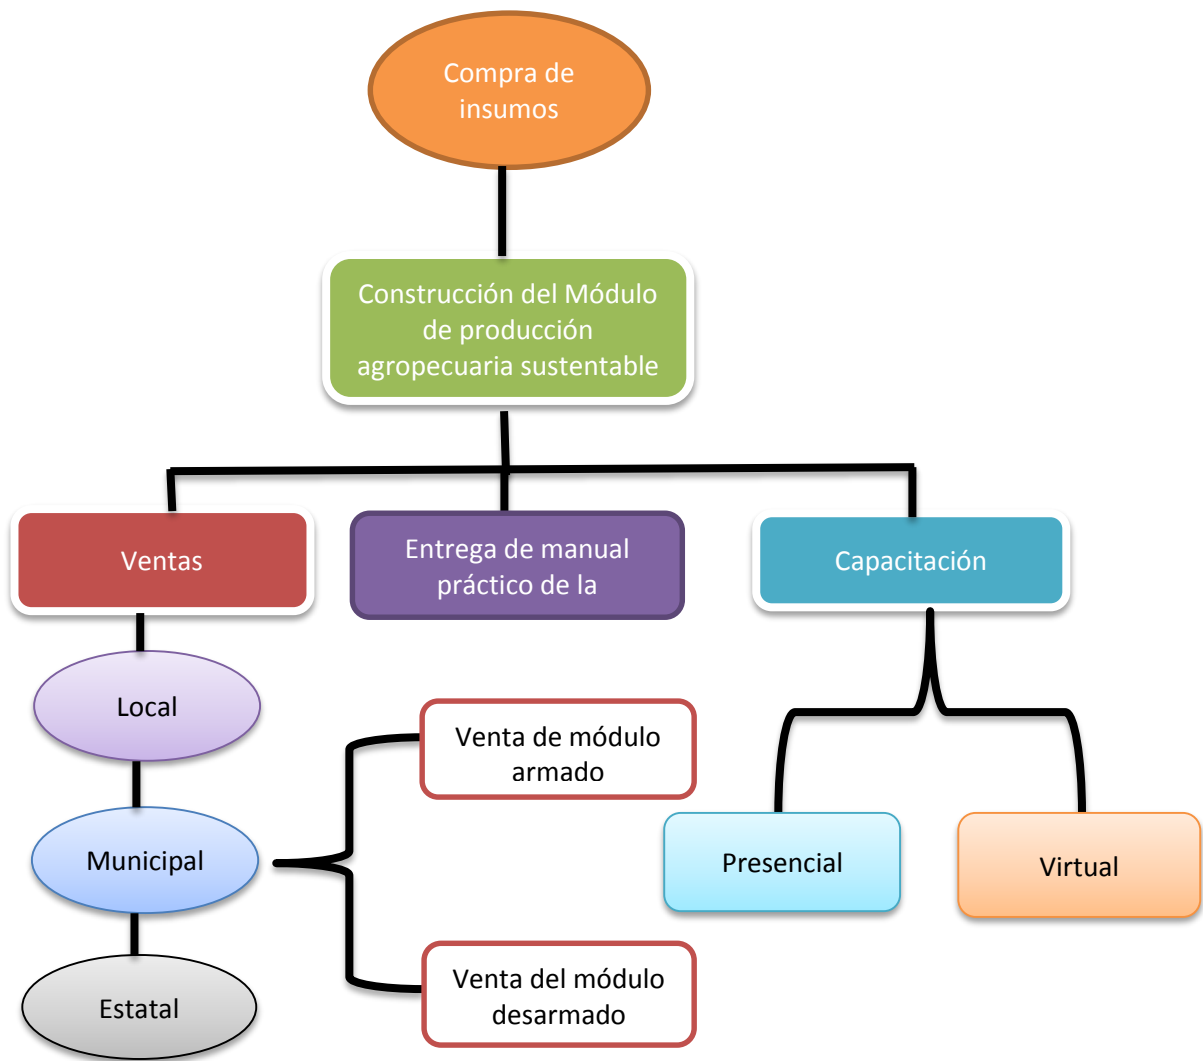 Compra de
insumos
Construcción del Módulo
de producción
agropecuaria sustentable
Ventas
Entrega de manual
práctico de la
Capacitación
Local
Venta de módulo
armado
Municipal
Presencial
Virtual
Venta del módulo
desarmado
Estatal